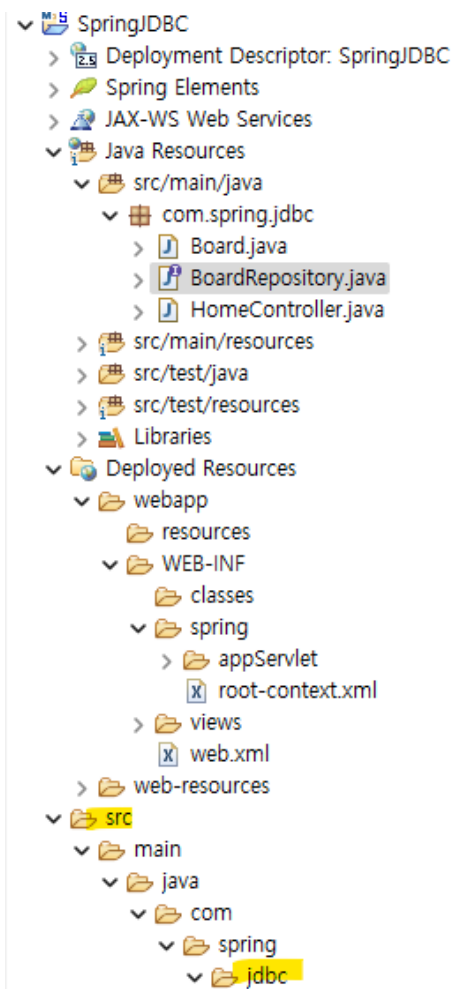 SpringJDBC
Deployment Descriptor: SpringJDBC
Spring Elements
JAX-WS Web Services
Java Resources
src/main/java
com.spring.jdbc
Board.java
BoardRepository.java
HomeController.java
src/main/resources
src/test/java
src/test/resources
Libraries
Deployed Resources
webapp
resources
WEB-INF
classes
spring
appServlet
root-context.xml
views
web.xml
web-resources
src
main
java
com
spring
jdbc